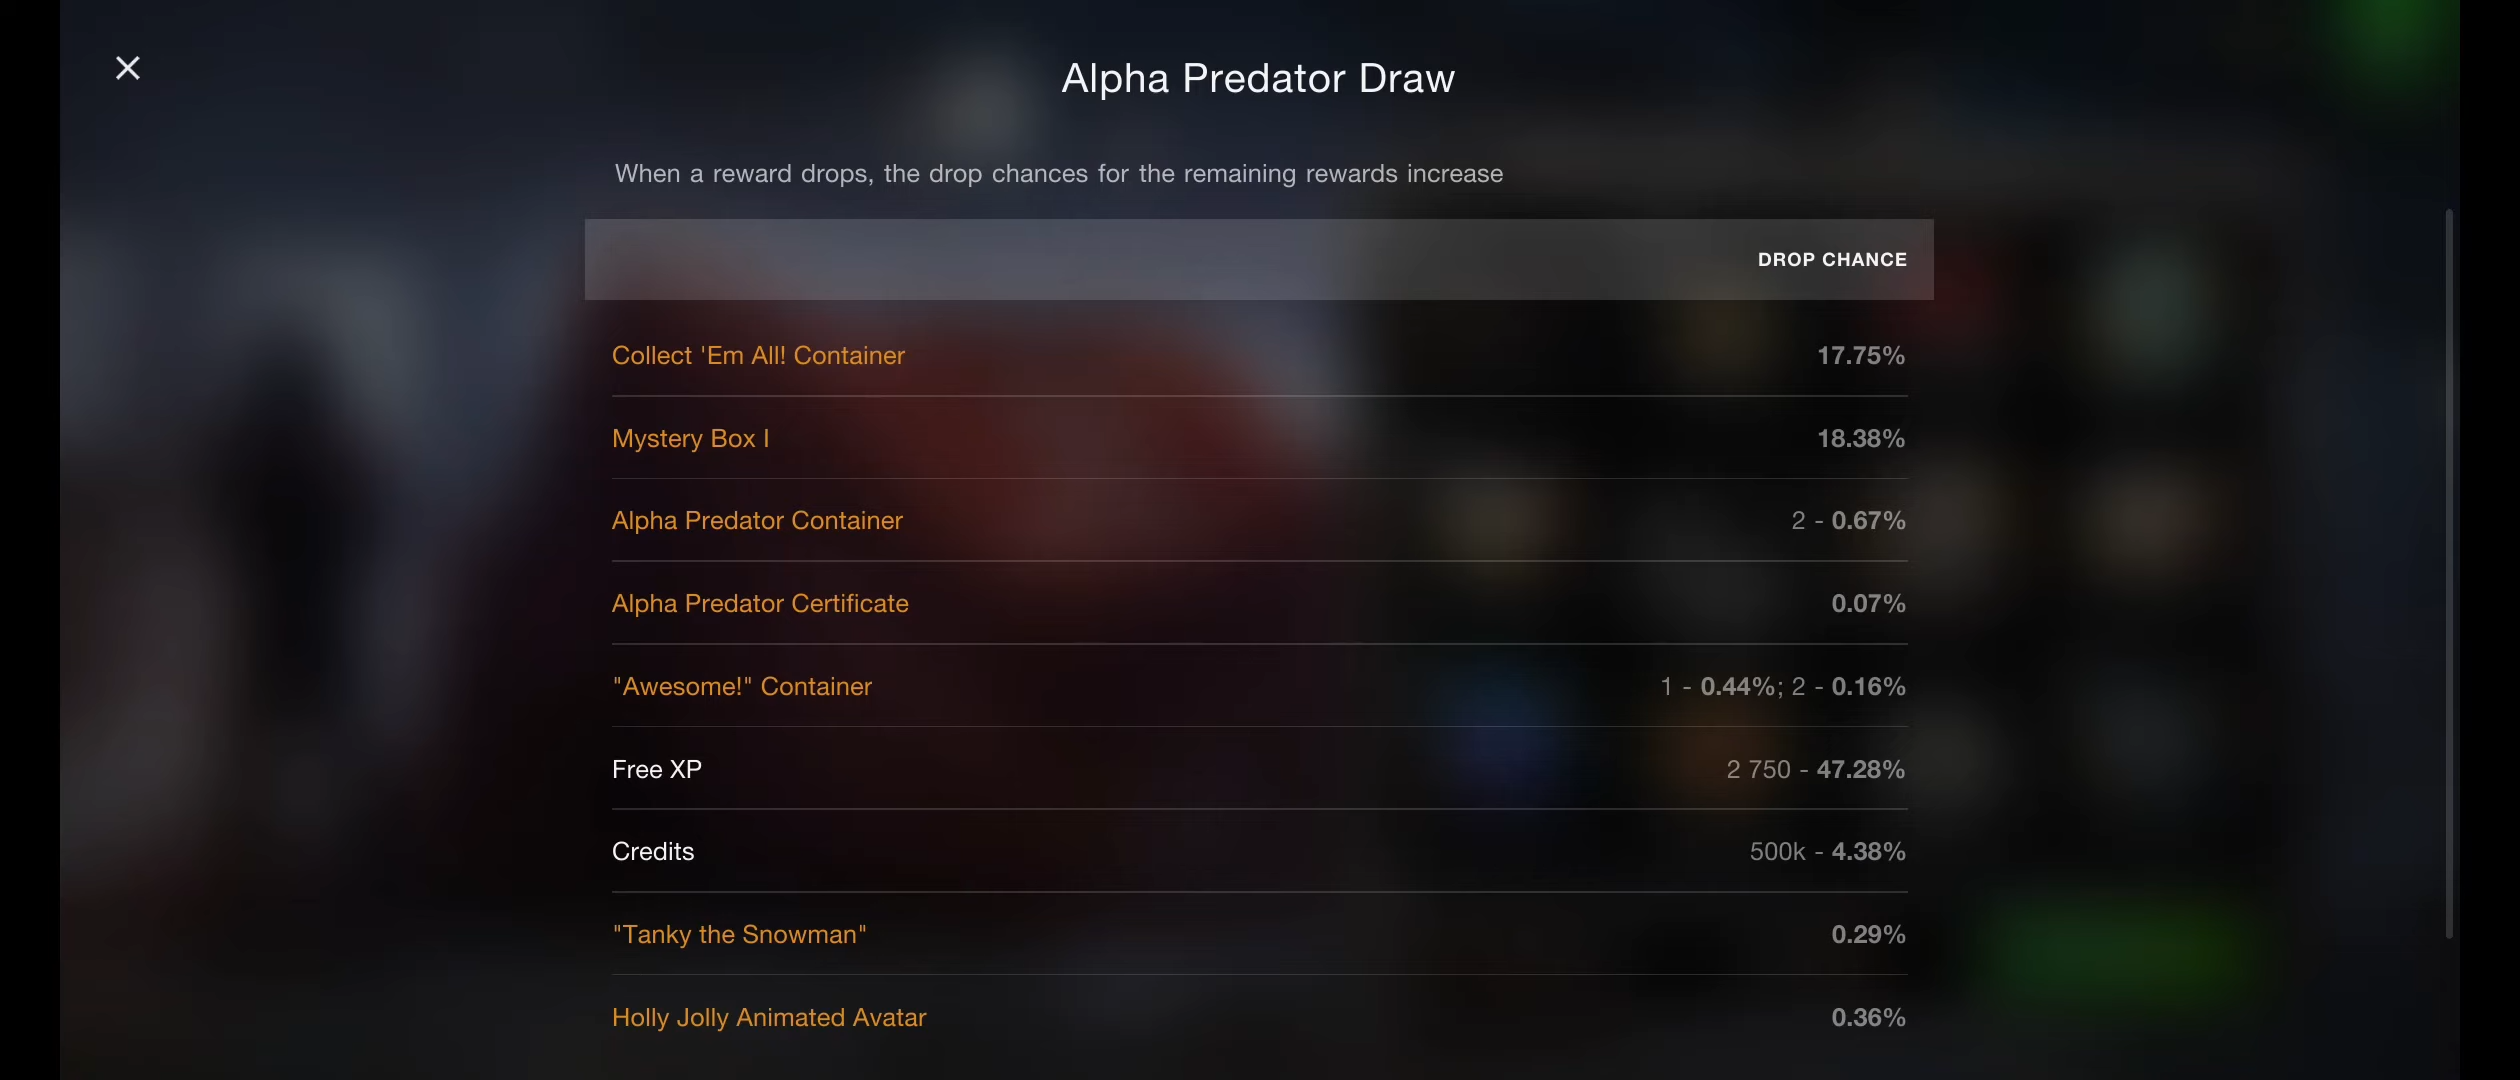 Alpha Predator Draw
When a reward drops, the drop chances for the remaining rewards increase
DROP CHANCE
Collect 'Em All! Container 17.75%
Mystery Box I 18.38%
Alpha Predator Container 2 - 0.67%
Alpha Predator Certificate 0.07%
"Awesome!" Container 1 - 0.44%; 2 - 0.16%
Free XP 2 750 - 47.28%
Credits 500k - 4.38%
"Tanky the Snowman" 0.29%
Holly Jolly Animated Avatar 0.36%